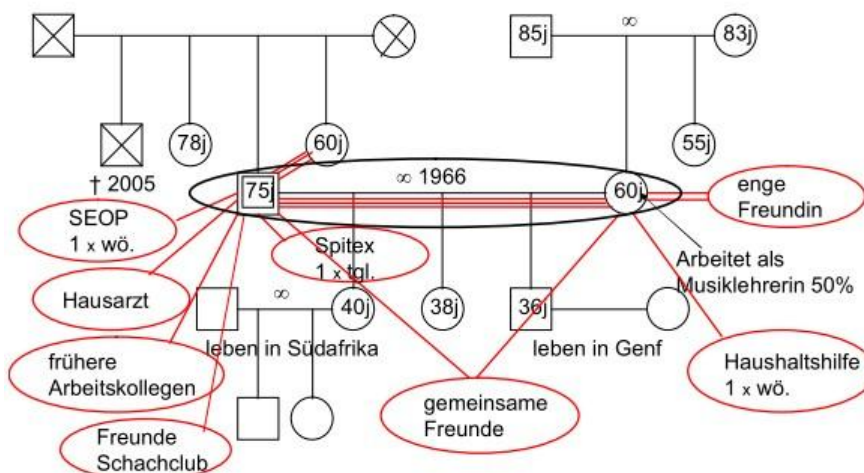 85j
∞
83j
78j
60j
55j
† 2005
75j
∞ 1966
60j
enge
Freundin
SEOP
1 x wö.
Spitex
1 x tgl.
Arbeitet als
Musiklehrerin 50%
Hausarzt
∞
40j
38j
36j
leben in Südafrika
leben in Genf
frühere
Arbeitskollegen
Haushaltshilfe
1 x wö.
gemeinsame
Freunde
Freunde
Schachclub